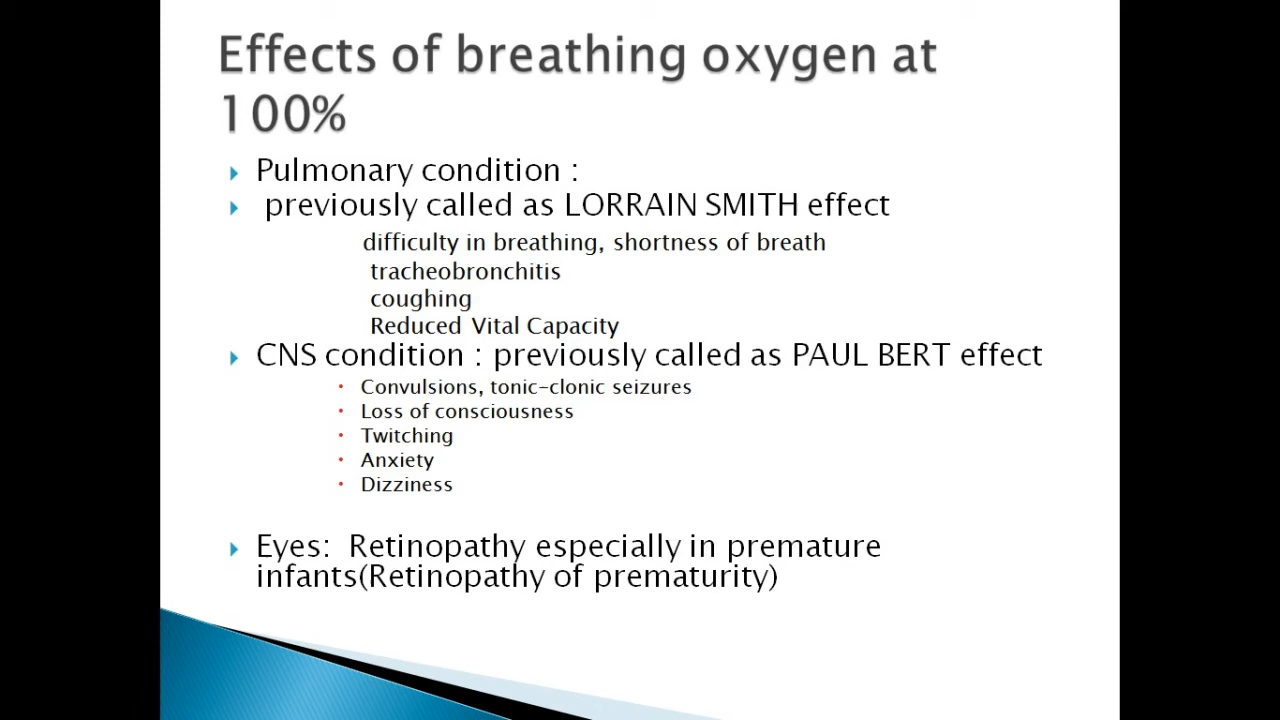 Effects of breathing oxygen at
100%
Pulmonary condition :
previously called as LORRAIN SMITH effect
difficulty in breathing, shortness of breath
tracheobronchitis
coughing
Reduced Vital Capacity
CNS condition : previously called as PAUL BERT effect
Convulsions, tonic-clonic seizures
Loss of consciousness
Twitching
Anxiety
Dizziness
Eyes: Retinopathy especially in premature
infants(Retinopathy of prematurity)